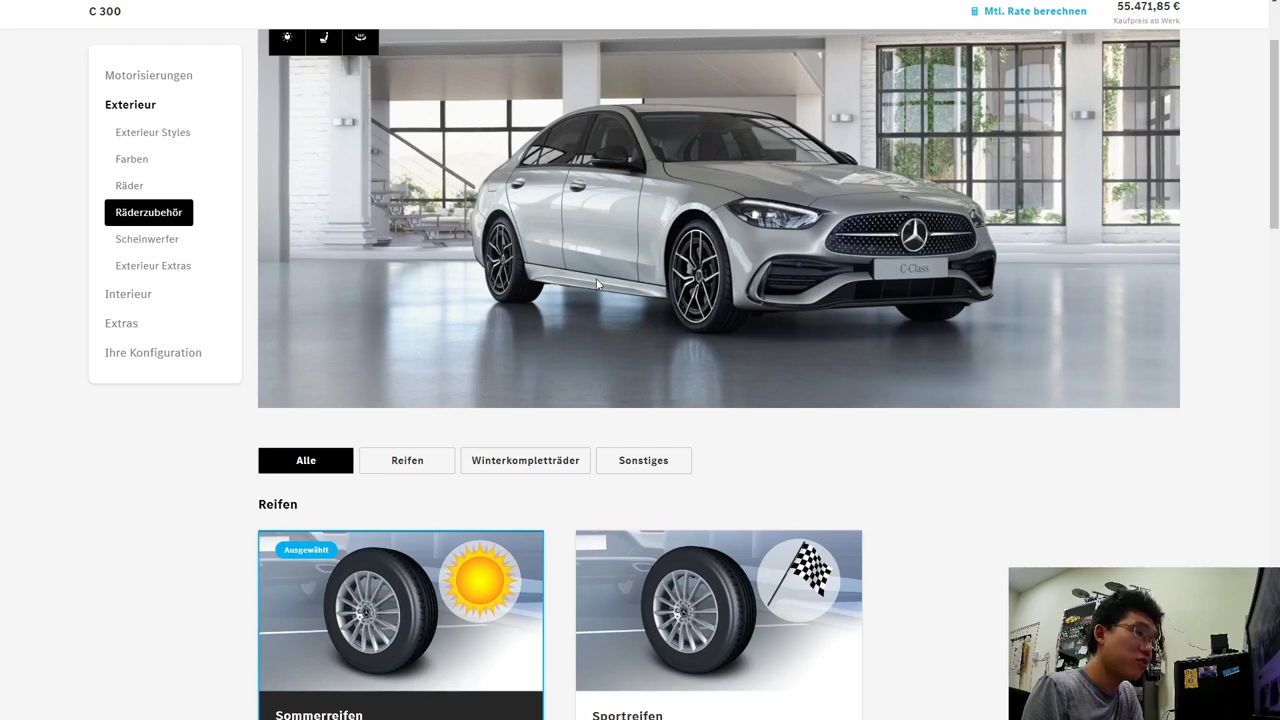 C 300
Mtl. Rate berechnen
55.471,85 €
Kaufpreis ab Werk
Motorisierungen
Exterieur
Exterieur Styles
Farben
Räder
Räderzubehör
Scheinwerfer
Exterieur Extras
Interieur
Extras
Ihre Konfiguration
C-Class
Alle
Reifen
Winterkompletträder
Sonstiges
Reifen
Ausgewählt
Sommerreifen
Sportreifen